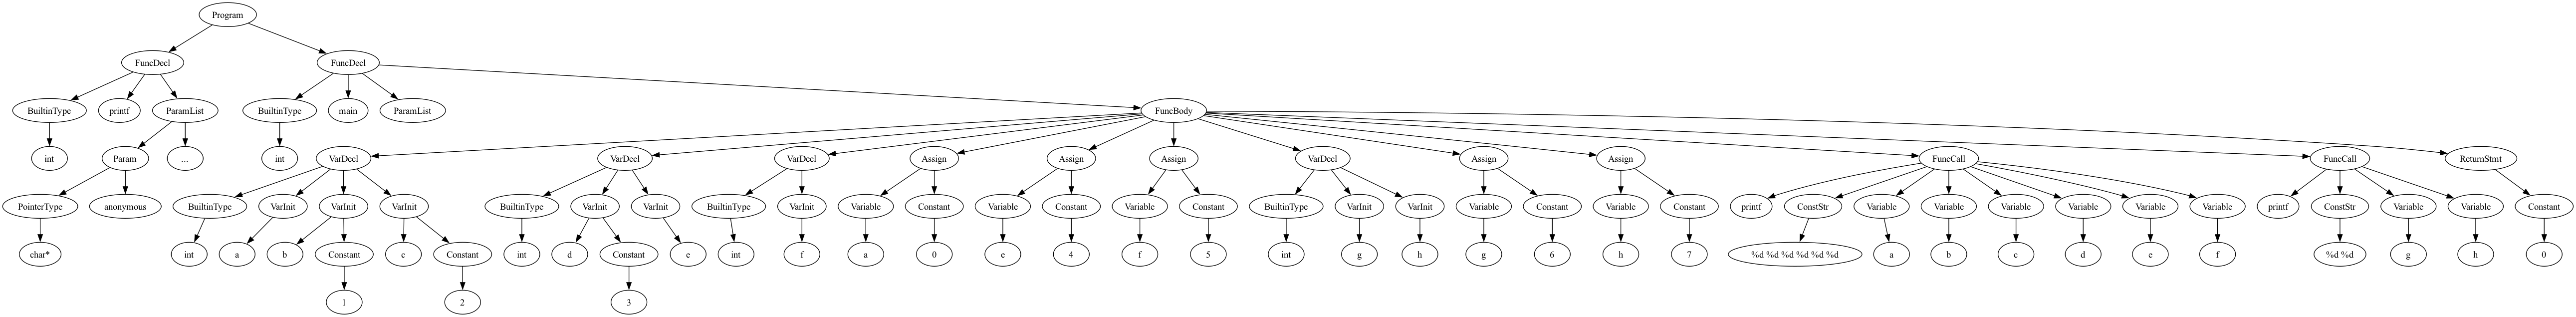 Program
FuncDecl FuncDecl
BuiltinType printf ParamList BuiltinType main ParamList FuncBody
int Param ... int VarDecl VarDecl VarDecl Assign Assign Assign VarDecl Assign Assign FuncCall FuncCall ReturnStmt
PointerType anonymous BuiltinType VarInit VarInit VarInit BuiltinType VarInit VarInit BuiltinType VarInit Variable Constant Variable Constant Variable Constant BuiltinType VarInit VarInit Variable Constant Variable Constant printf ConstStr Variable Variable Variable Variable Variable Variable printf ConstStr Variable Variable Constant
char* int a b Constant c Constant int d Constant e int f a 0 e 4 f 5 int g h g 6 h 7 %d %d %d %d %d %d a b c d e f %d %d g h 0
1 2 3